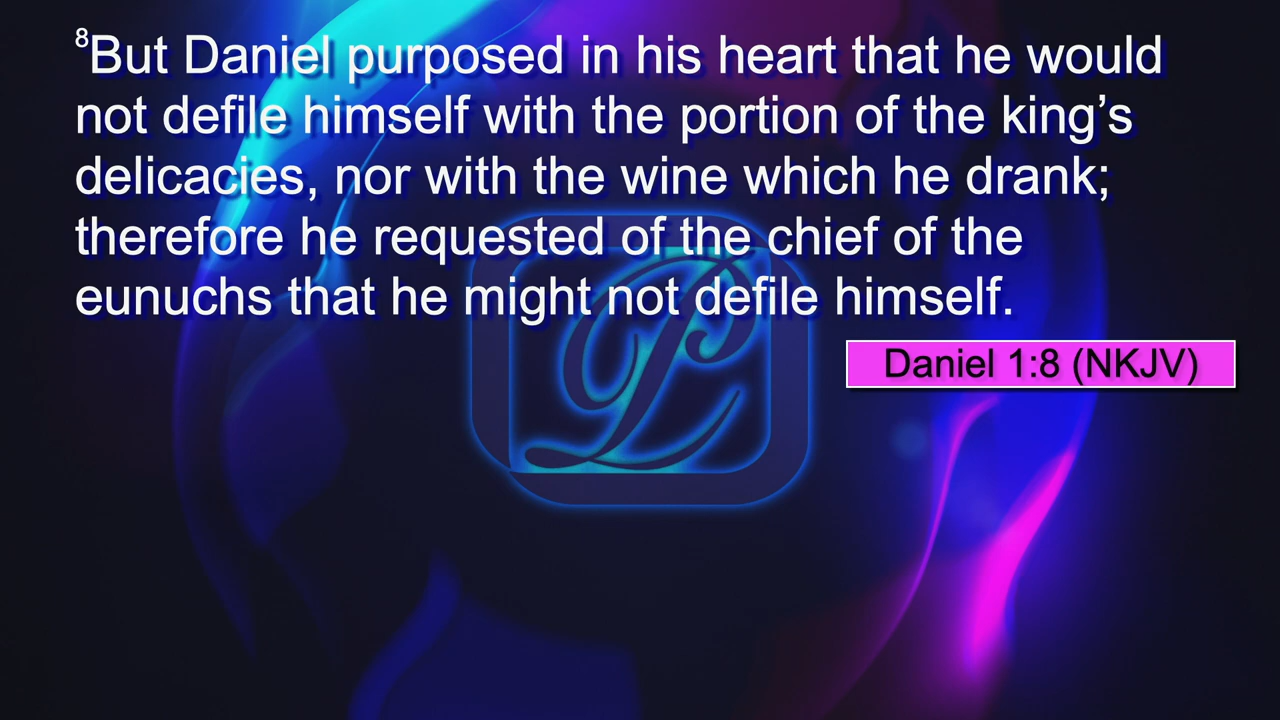 ⁸But Daniel purposed in his heart that he would
not defile himself with the portion of the king’s
delicacies, nor with the wine which he drank;
therefore he requested of the chief of the
eunuchs that he might not defile himself.
Daniel 1:8 (NKJV)